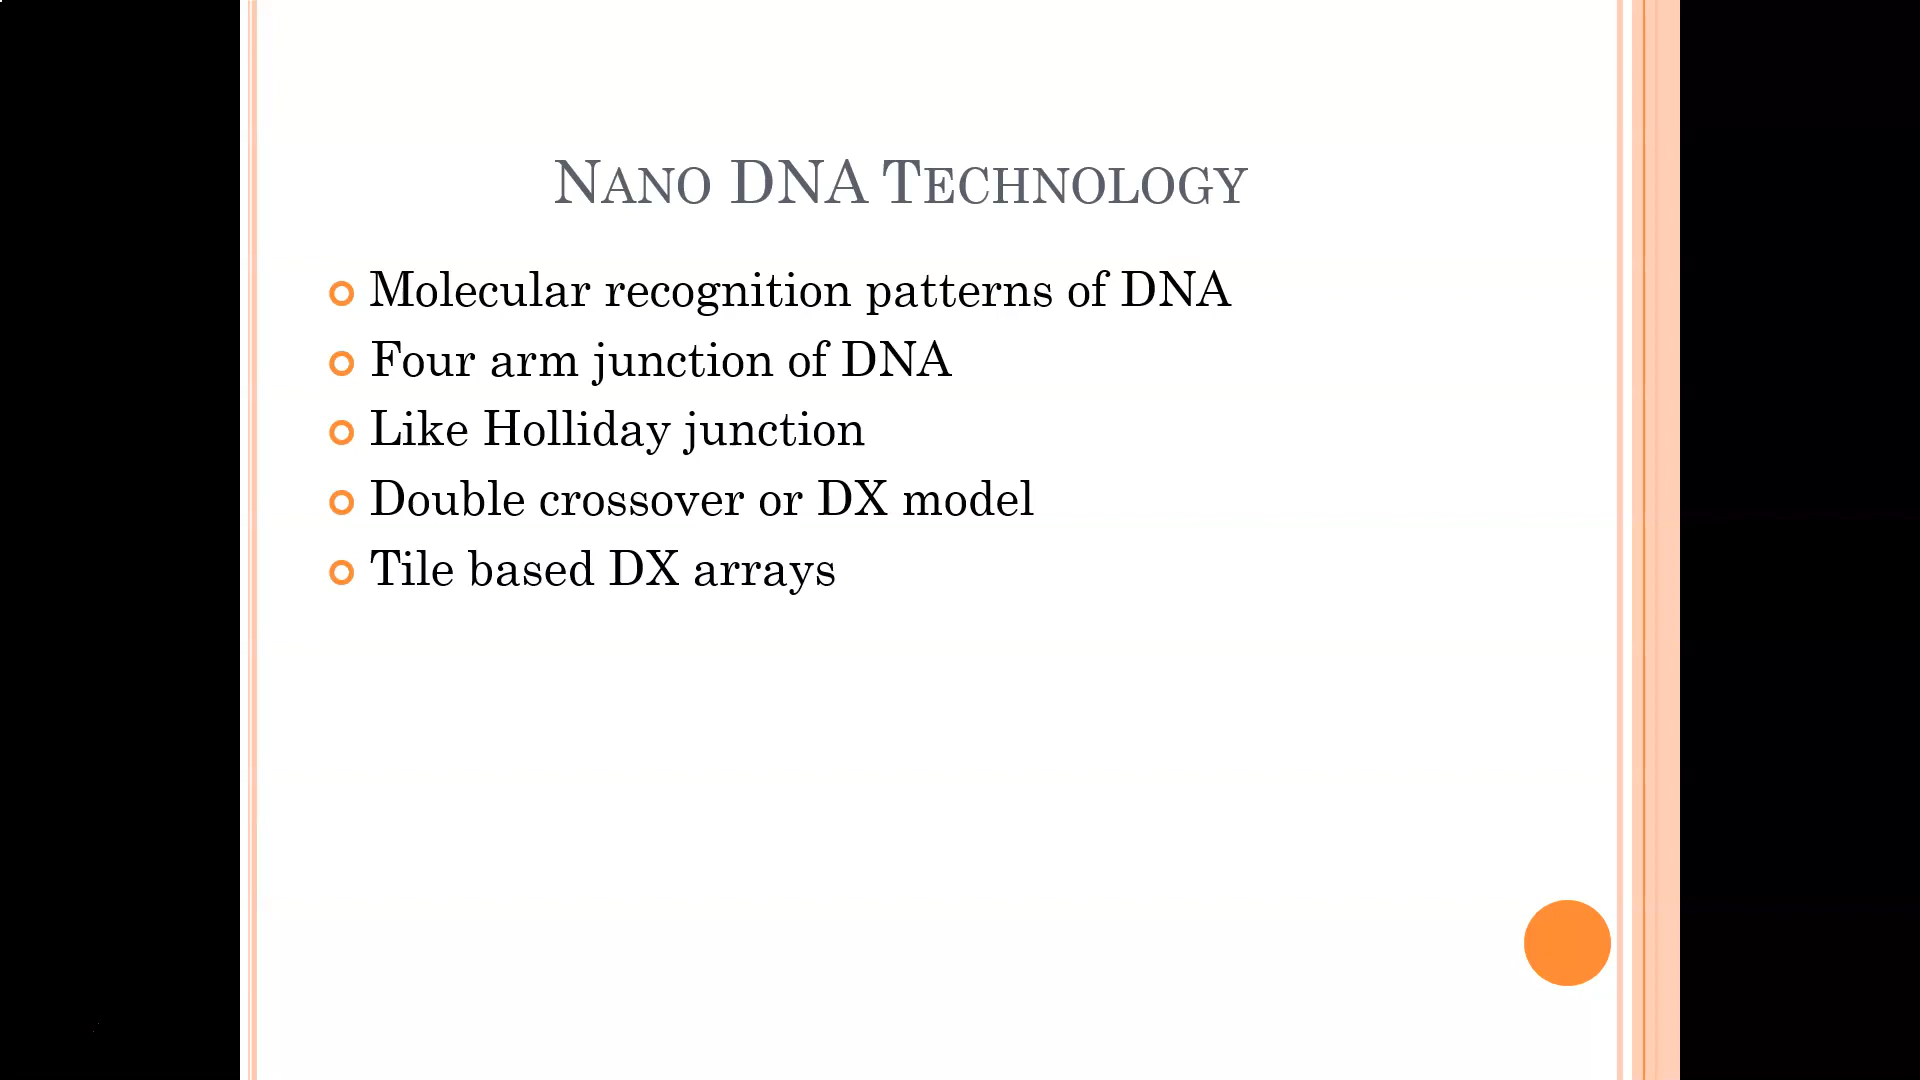 Nano DNA Technology
Molecular recognition patterns of DNA
Four arm junction of DNA
Like Holliday junction
Double crossover or DX model
Tile based DX arrays